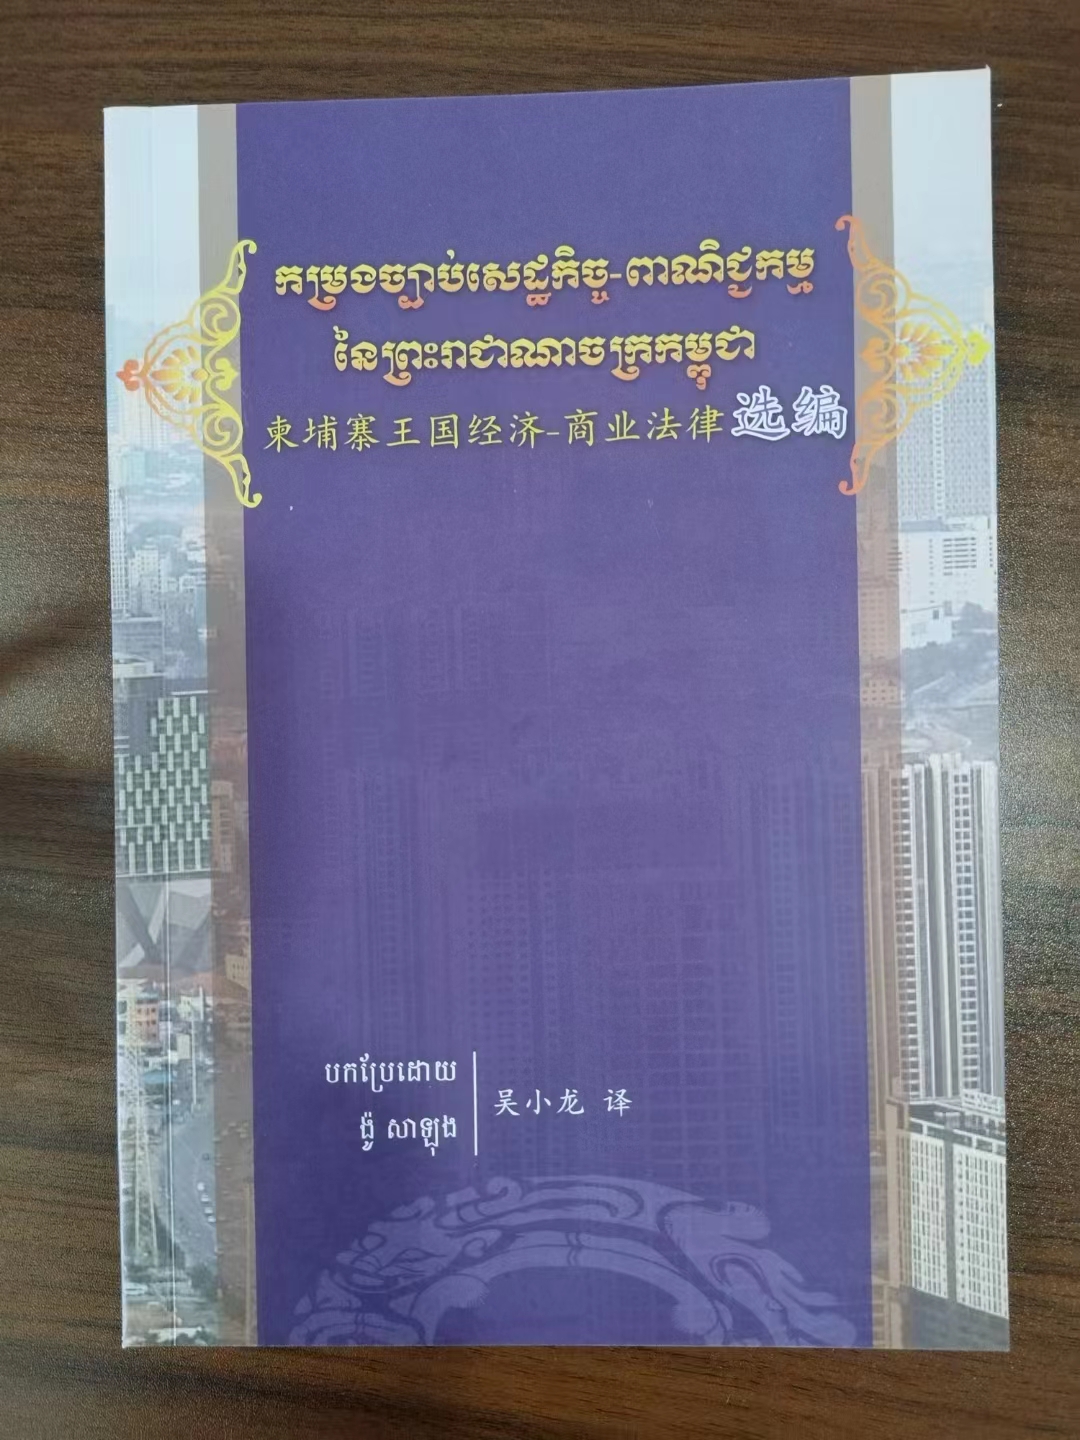 កម្រងច្បាប់សេដ្ឋកិច្ច-ពាណិជ្ជកម្ម
នៃព្រះរាជាណាចក្រកម្ពុជា
柬埔寨王国经济-商业法律选编
បកប្រែដោយ
ង៉ូ សាឡុង
吴小龙 译